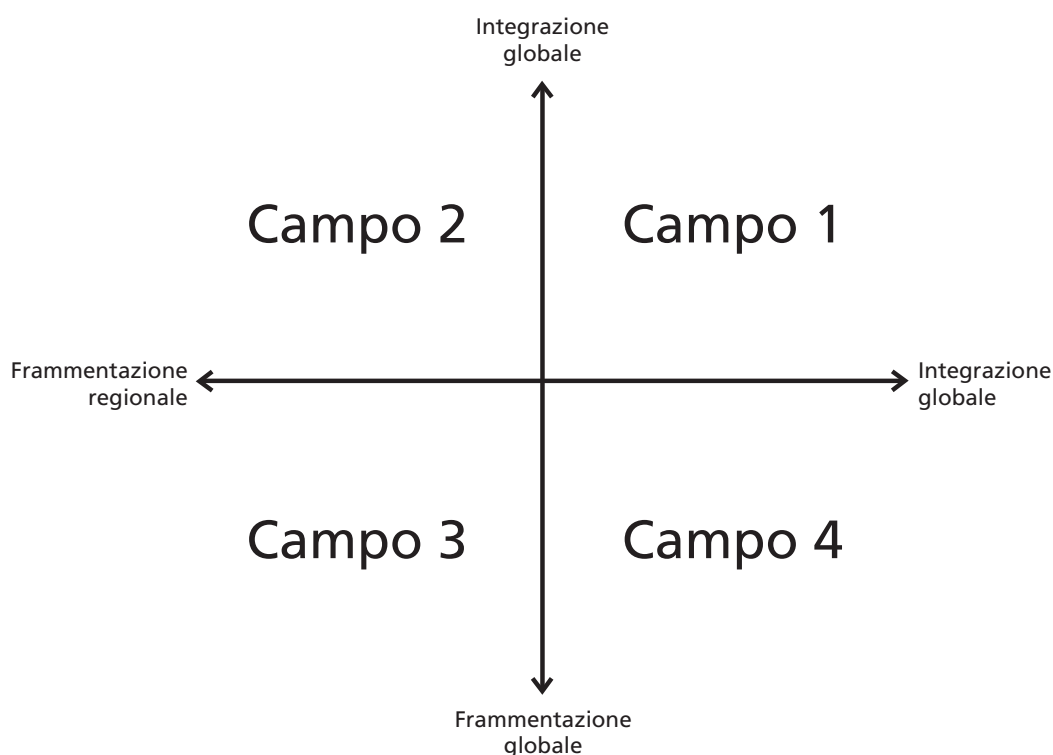 Integrazione
globale
Campo 2
Campo 1
Frammentazione
regionale
Integrazione
globale
Campo 3
Campo 4
Frammentazione
globale